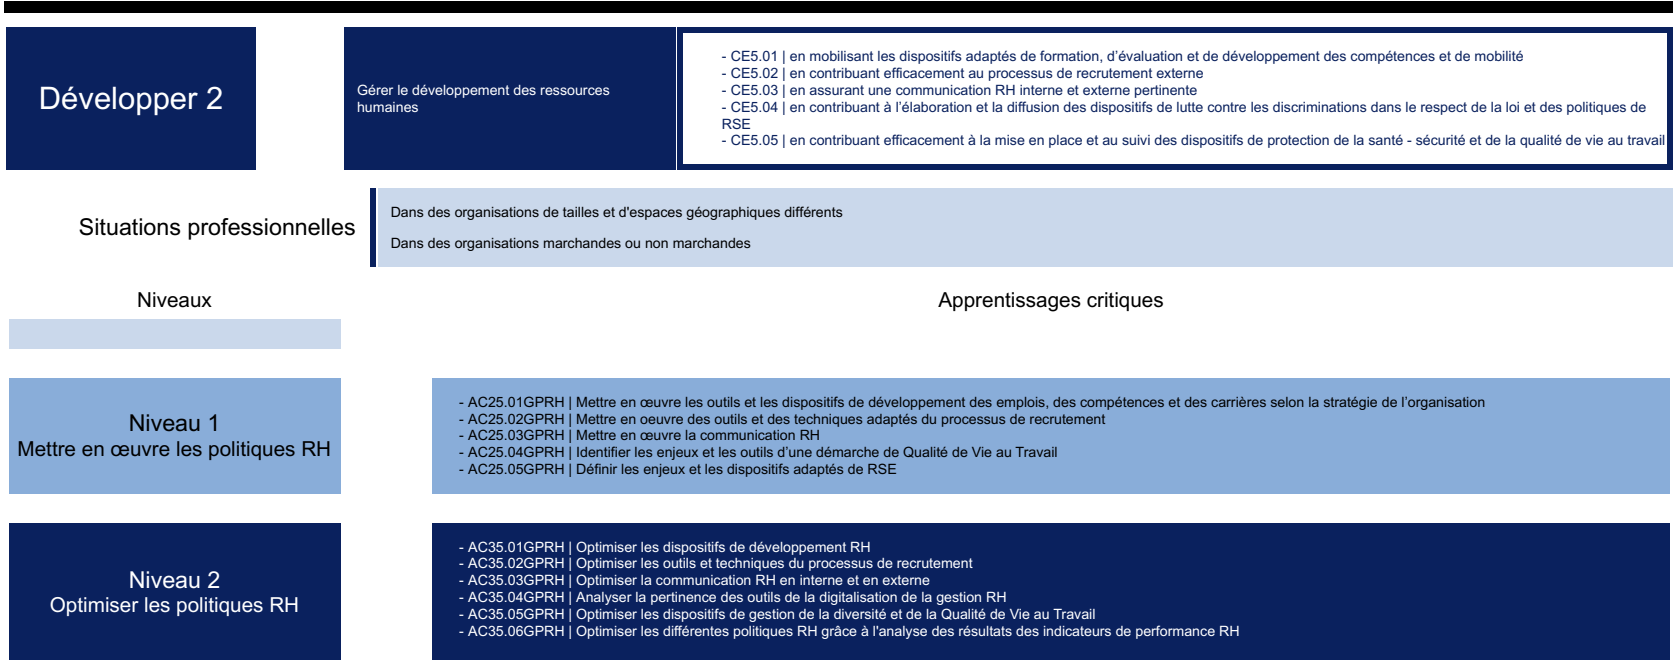 Développer 2
Gérer le développement des ressources
humaines
- CE5.01 | en mobilisant les dispositifs adaptés de formation, d'évaluation et de développement des compétences et de mobilité
- CE5.02 | en contribuant efficacement au processus de recrutement externe
- CE5.03 | en assurant une communication RH interne et externe pertinente
- CE5.04 | en contribuant à l'élaboration et la diffusion des dispositifs de lutte contre les discriminations dans le respect de la loi et des politiques de
RSE
- CE5.05 | en contribuant efficacement à la mise en place et au suivi des dispositifs de protection de la santé - sécurité et de la qualité de vie au travail
Situations professionnelles
Dans des organisations de tailles et d'espaces géographiques différents
Dans des organisations marchandes ou non marchandes
Niveaux
Apprentissages critiques
Niveau 1
Mettre en œuvre les politiques RH
- AC25.01GPRH | Mettre en œuvre les outils et les dispositifs de développement des emplois, des compétences et des carrières selon la stratégie de l'organisation
- AC25.02GPRH | Mettre en oeuvre des outils et des techniques adaptés du processus de recrutement
- AC25.03GPRH | Mettre en œuvre la communication RH
- AC25.04GPRH | Identifier les enjeux et les outils d'une démarche de Qualité de Vie au Travail
- AC25.05GPRH | Définir les enjeux et les dispositifs adaptés de RSE
Niveau 2
Optimiser les politiques RH
- AC35.01GPRH | Optimiser les dispositifs de développement RH
- AC35.02GPRH | Optimiser les outils et techniques du processus de recrutement
- AC35.03GPRH | Optimiser la communication RH en interne et en externe
- AC35.04GPRH | Analyser la pertinence des outils de la digitalisation de la gestion RH
- AC35.05GPRH | Optimiser les dispositifs de gestion de la diversité et de la Qualité de Vie au Travail
- AC35.06GPRH | Optimiser les différentes politiques RH grâce à l'analyse des résultats des indicateurs de performance RH